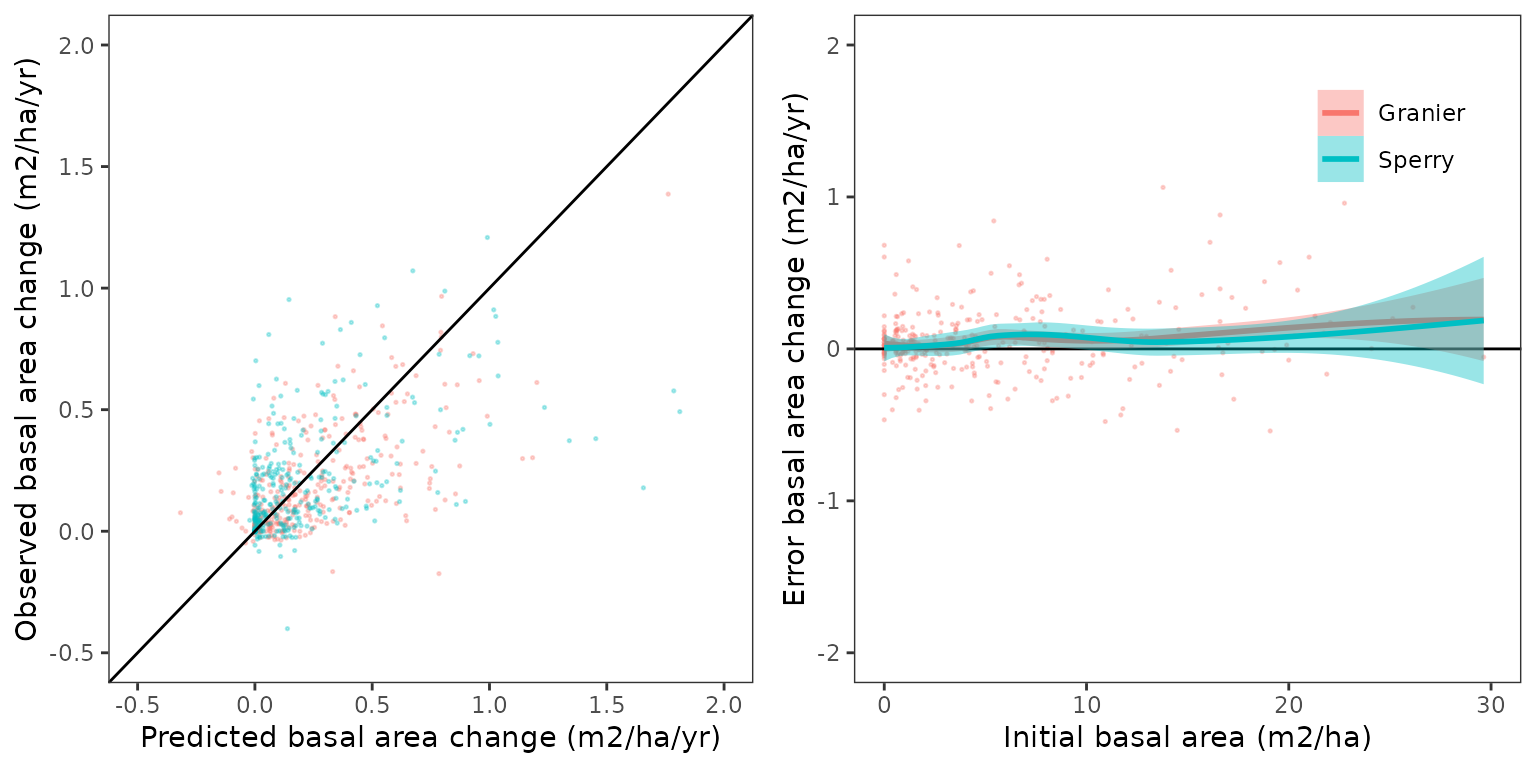 Observed basal area change (m2/ha/yr)
2.0
1.5
1.0
0.5
0.0
-0.5
-0.5 0.0 0.5 1.0 1.5 2.0
Predicted basal area change (m2/ha/yr)
Error basal area change (m2/ha/yr)
2
1
0
-1
-2
Granier
Sperry
0 10 20 30
Initial basal area (m2/ha)